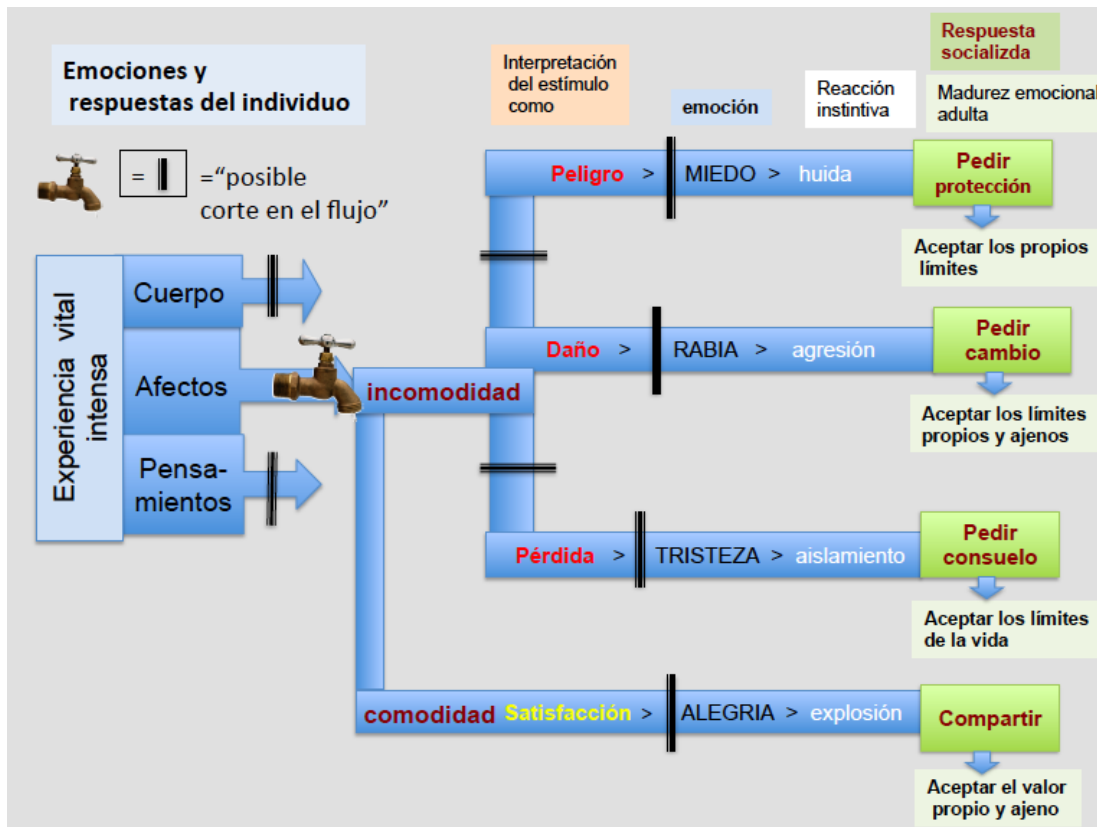 Emociones y
respuestas del individuo
= ="posible
corte en el flujo"
Interpretación
del estímulo
como
emoción
Reacción
instintiva
Respuesta
socializda
Madurez emocional
adulta
Experiencia vital
intensa
Cuerpo
Afectos
Pensa-
mientos
incomodidad
Peligro > MIEDO > huida
Pedir
protección
Aceptar los propios
límites
Daño > RABIA > agresión
Pedir
cambio
Aceptar los límites
propios y ajenos
Pérdida > TRISTEZA > aislamiento
Pedir
consuelo
Aceptar los límites
de la vida
comodidad Satisfacción > ALEGRIA > explosión
Compartir
Aceptar el valor
propio y ajeno